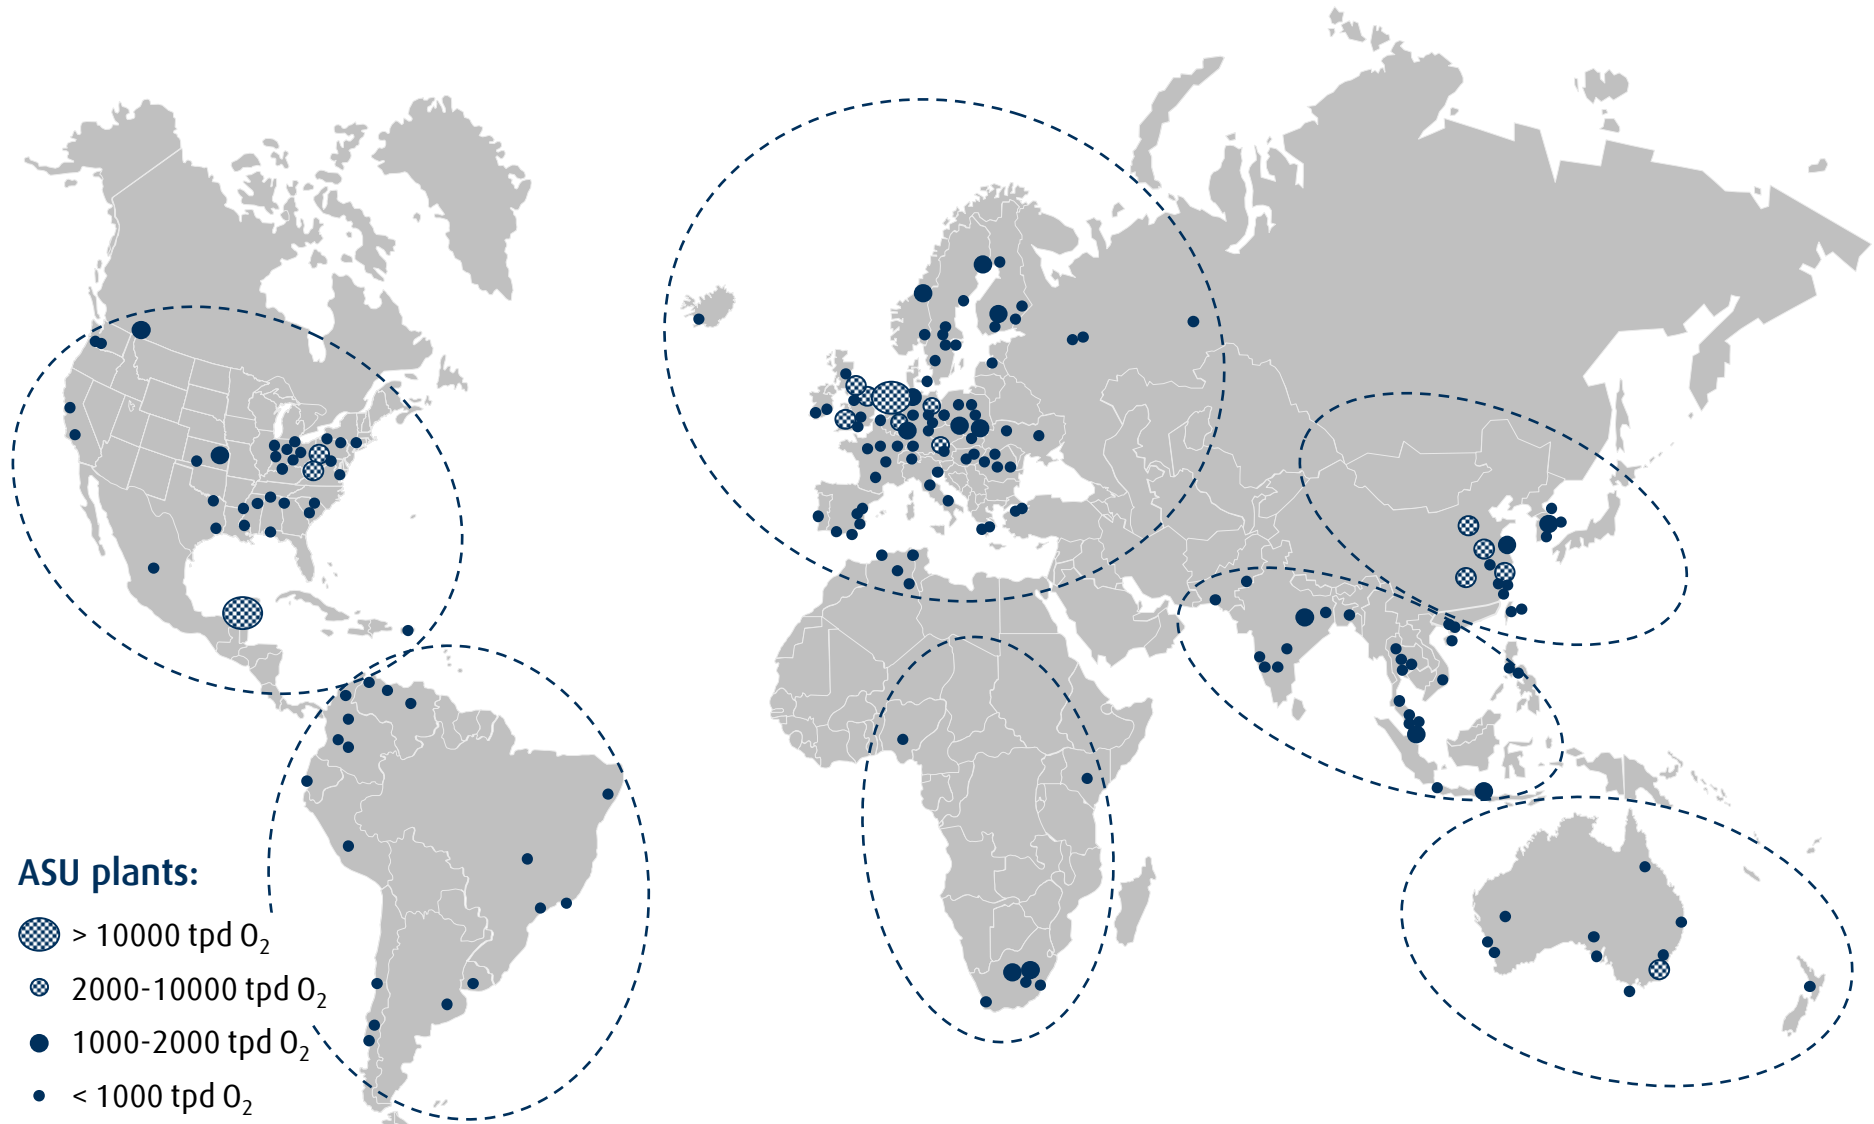 ASU plants:
> 10000 tpd O₂
2000-10000 tpd O₂
1000-2000 tpd O₂
< 1000 tpd O₂